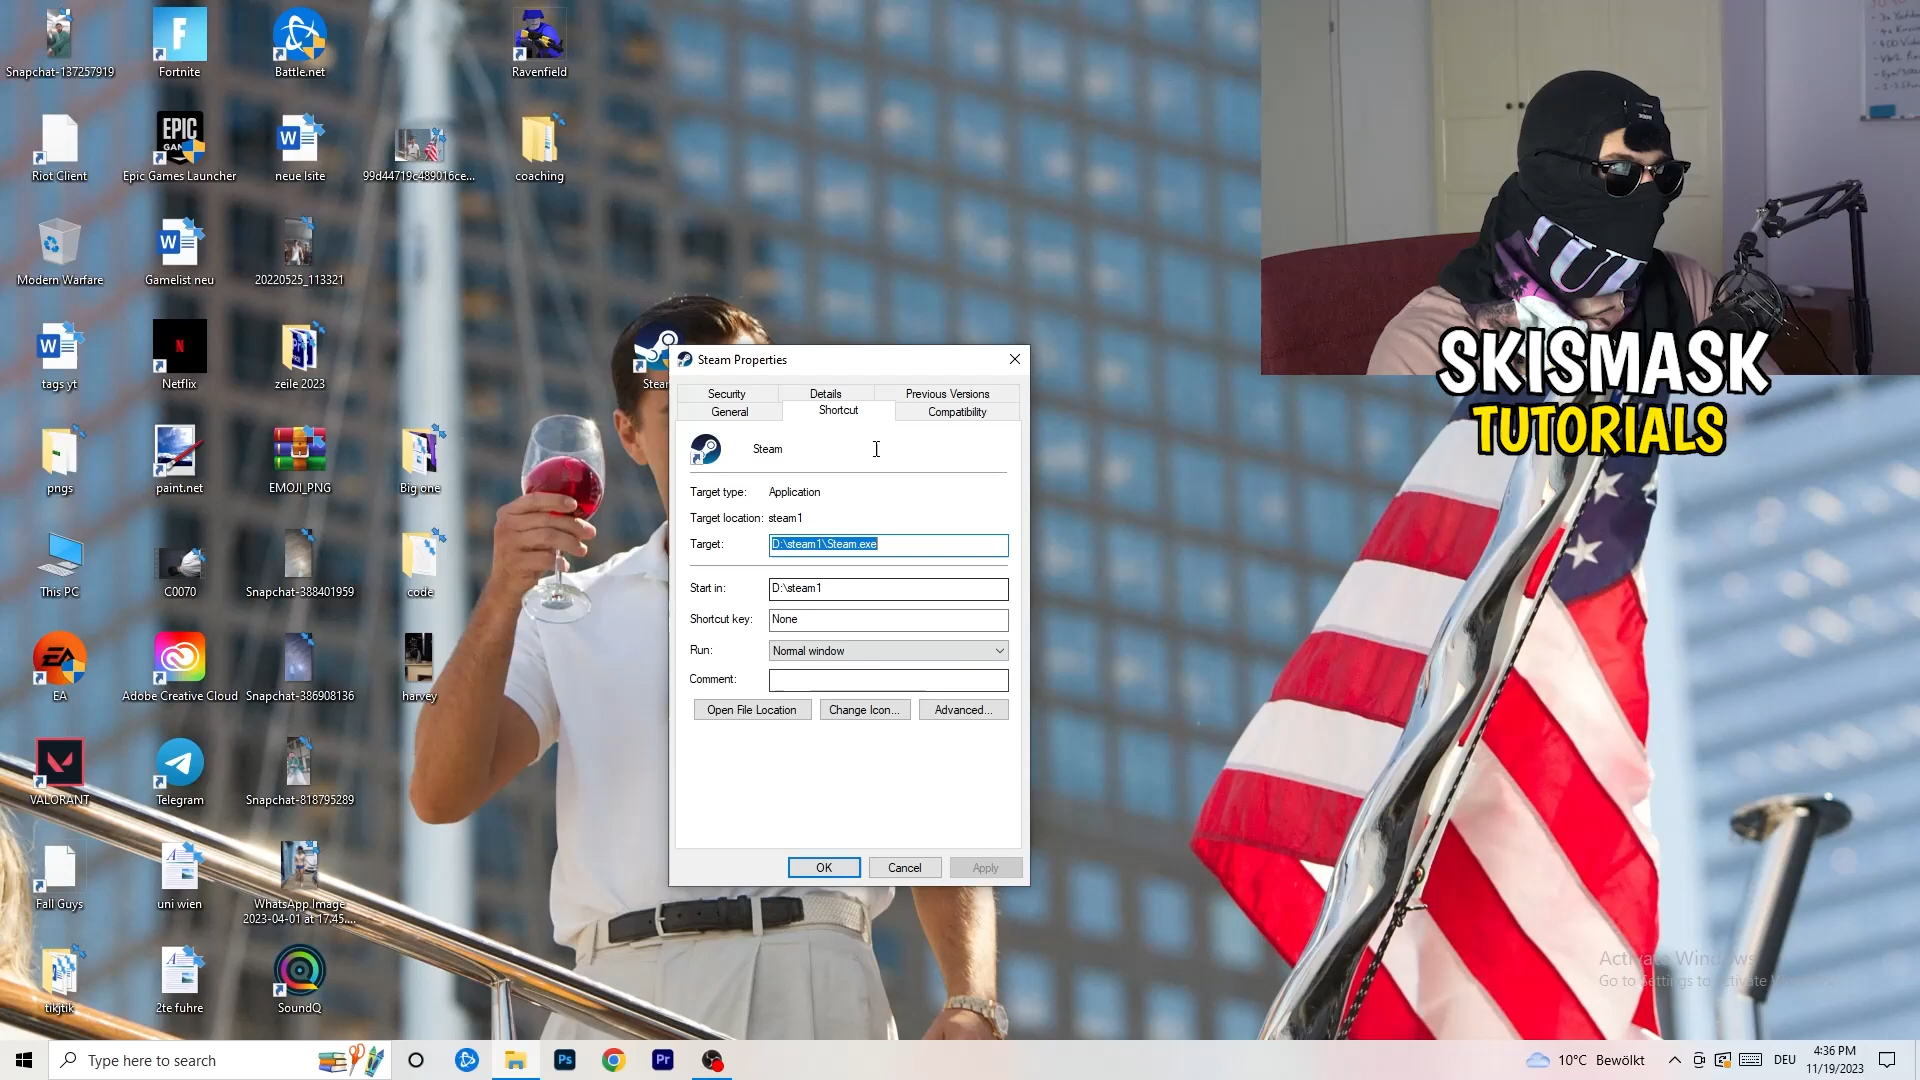 Snapchat-137257919
Fortnite
Battle.net
Ravenfield
Riot Client
EPIC
Epic Games Launcher
neue lsite
99d44719c489016ce...
coaching
Modern Warfare
Gamelist neu
20220525_113321
tags yt
N
Netflix
zeile 2023
Stea
pngs
paint.net
EMOJI_PNG
Big one
This PC
C0070
Snapchat-388401959
code
EA
Adobe Creative Cloud
Snapchat-386908136
harvey
VALORANT
Telegram
Snapchat-818795289
Fall Guys
uni wien
WhatsApp Image
2023-04-01 at 17.45....
tikjtik
2te fuhre
SoundQ
Steam Properties
Security
Details
Previous Versions
General
Shortcut
Compatibility
Steam
Target type: Application
Target location: steam1
Target: D:\steam1\Steam.exe
Start in: D:\steam1
Shortcut key: None
Run: Normal window
Comment:
Open File Location
Change Icon...
Advanced...
OK
Cancel
Apply
SKISMASK
TUTORIALS
Type here to search
Ps
Pr
10°C Bewölkt
DEU
4:36 PM
11/19/2023